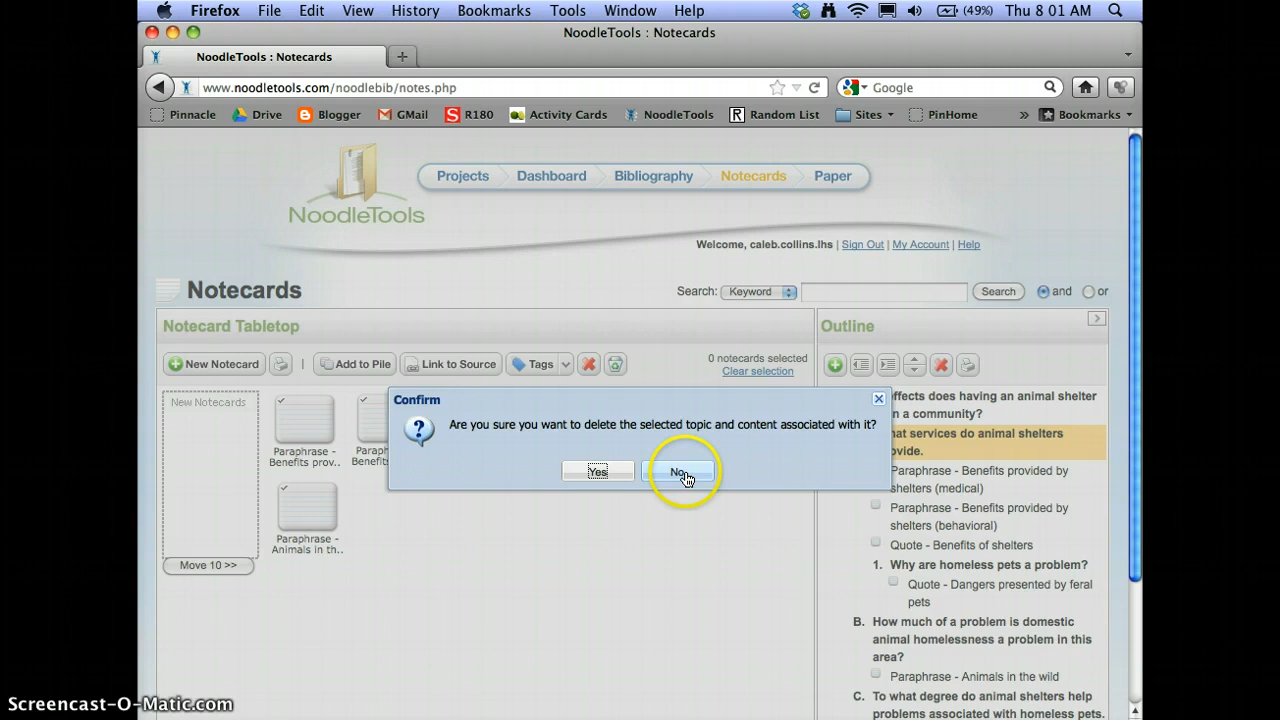 Firefox File Edit View History Bookmarks Tools Window Help (49%) Thu 8:01 AM
NoodleTools : Notecards
NoodleTools : Notecards
www.noodletools.com/noodlebib/notes.php Google
Pinnacle Drive Blogger GMail S R180 Activity Cards NoodleTools R Random List Sites PinHome » Bookmarks
Projects Dashboard Bibliography Notecards Paper
NoodleTools
Welcome, caleb.collins.lhs | Sign Out | My Account | Help
Notecards Search: Keyword Search and or
Notecard Tabletop
New Notecard | Add to Pile Link to Source Tags
0 notecards selected
Clear selection
New Notecards
Paraphrase -
Benefits prov..
Parap
Benefits
Paraphrase -
Animals in th..
Move 10 >>
Confirm
Are you sure you want to delete the selected topic and content associated with it?
Yes No
Outline
ffects does having an animal shelter
n a community?
hat services do animal shelters
ovide.
Paraphrase - Benefits provided by
shelters (medical)
Paraphrase - Benefits provided by
shelters (behavioral)
Quote - Benefits of shelters
1. Why are homeless pets a problem?
Quote - Dangers presented by feral
pets
B. How much of a problem is domestic
animal homelessness a problem in this
area?
Paraphrase - Animals in the wild
C. To what degree do animal shelters help
problems associated with homeless pets.
Screencast-O-Matic.com